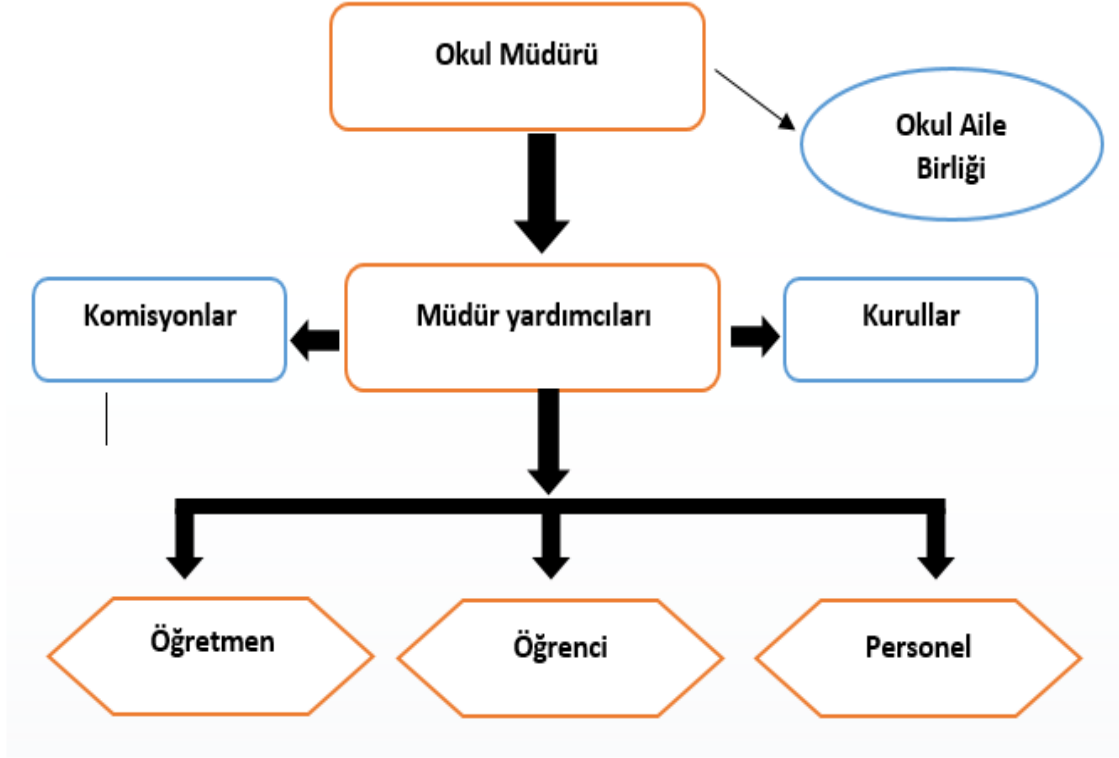 Okul Müdürü
Okul Aile
Birliği
Komisyonlar
Müdür yardımcıları
Kurullar
Öğretmen
Öğrenci
Personel